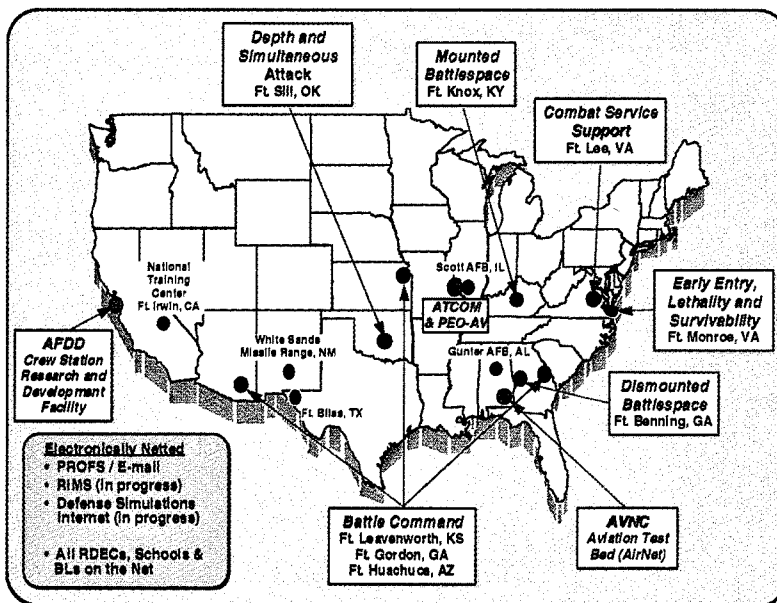 Depth and
Simultaneous
Attack
Ft. Sill, OK
Mounted
Battlespace
Ft. Knox, KY
Combat Service
Support
Ft. Lee, VA
National
Training
Center
Ft. Irwin, CA
Scott AFB, IL
ATCOM
& PEO-AV
Early Entry,
Lethality and
Survivability
Ft. Monroe, VA
AFDD
Crew Station
Research and
Development
Facility
White Sands
Missile Range, NM
Gunter AFB, AL
Ft. Bliss, TX
Dismounted
Battlespace
Ft. Benning, GA
Electronically Netted
• PROFS / E-mail
• RIMS (in progress)
• Defense Simulations
Internet (in progress)
• All RDECs, Schools &
BLs on the Net
Battle Command
Ft. Leavenworth, KS
Ft. Gordon, GA
Ft. Huachuca, AZ
AVNC
Aviation Test
Bed (AirNet)